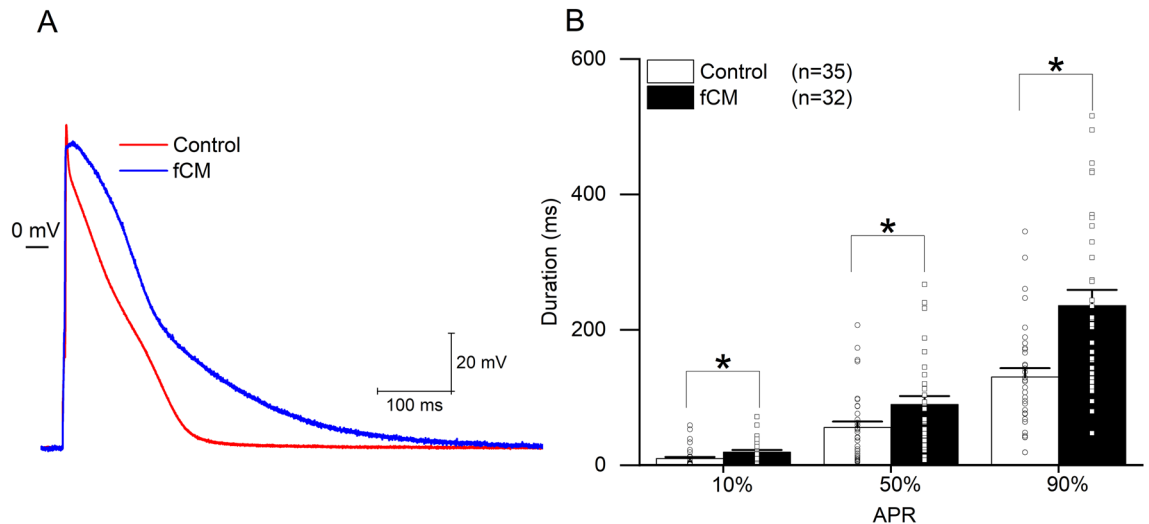 A
Control
fCM
0 mV
20 mV
100 ms
B
Control (n=35)
fCM (n=32)
Duration (ms)
600
400
200
0
*
*
*
10%
50%
90%
APR